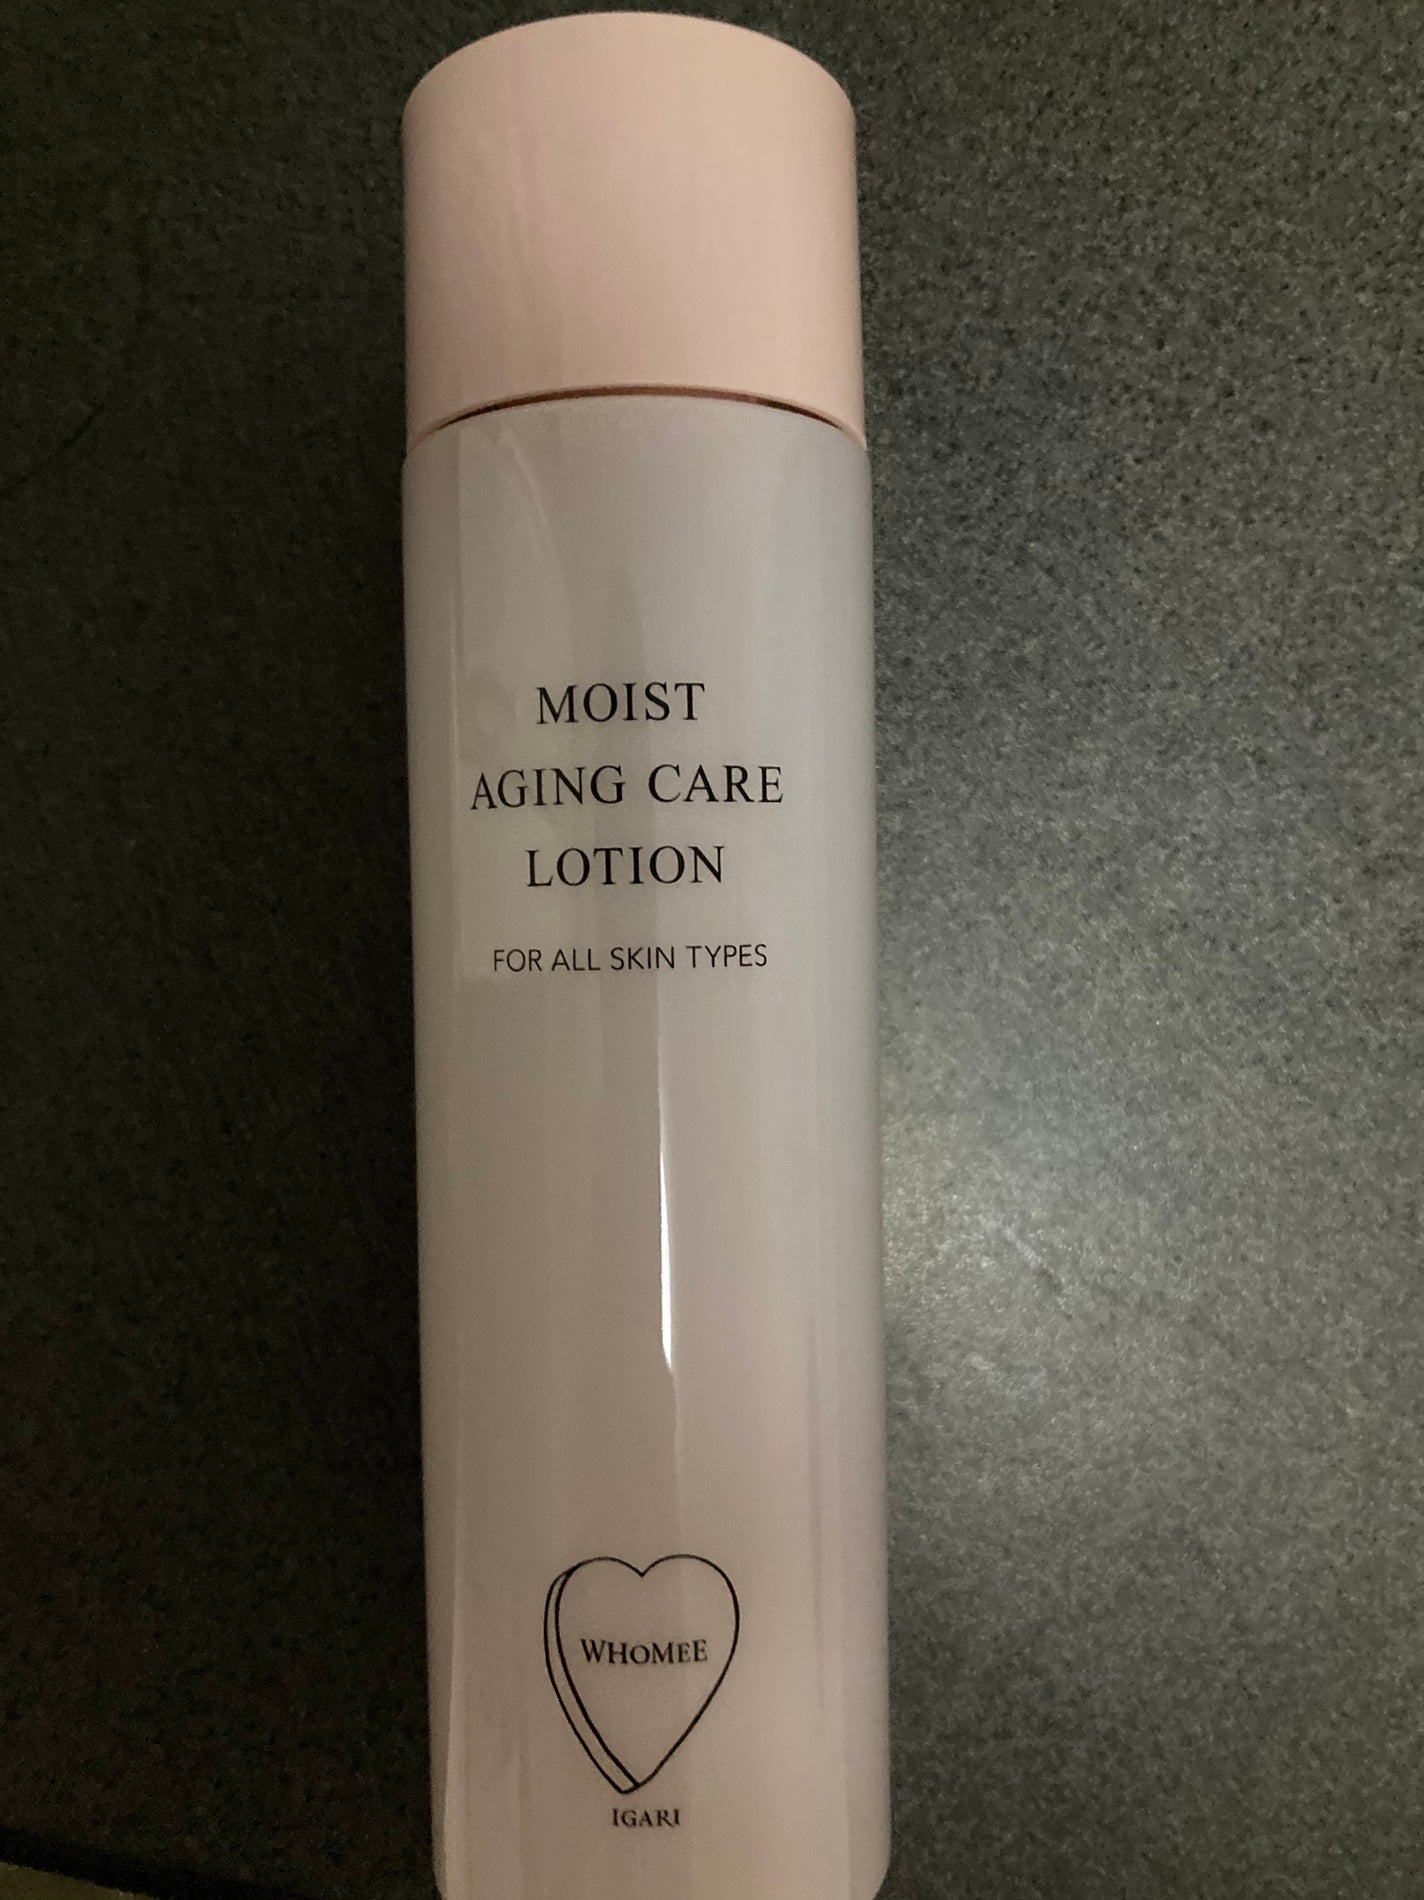 MOIST
AGING CARE
LOTION
FOR ALL SKIN TYPES
WHOMEE
IGARI